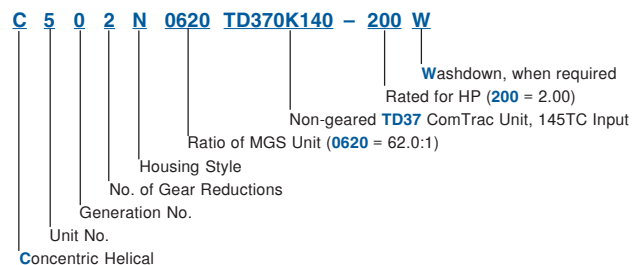 C 5 0 2 N 0620 TD370K140 – 200 W
Washdown, when required
Rated for HP (200 = 2.00)
Non-geared TD37 ComTrac Unit, 145TC Input
Ratio of MGS Unit (0620 = 62.0:1)
Housing Style
No. of Gear Reductions
Generation No.
Unit No.
Concentric Helical